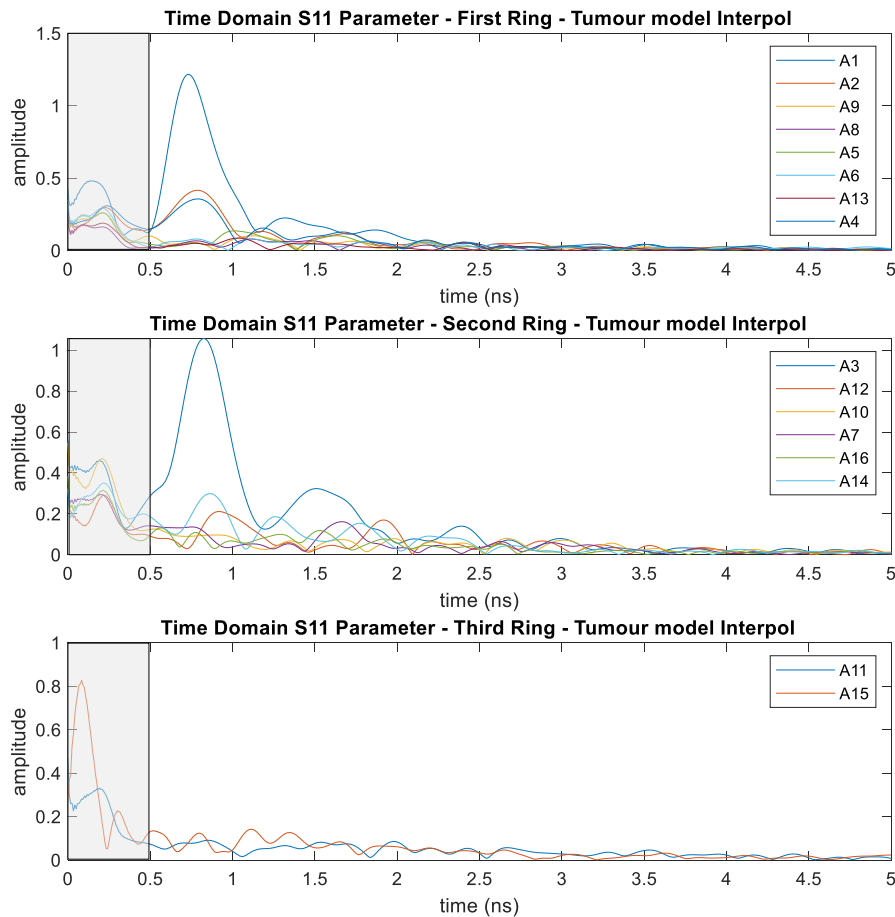 Time Domain S11 Parameter - First Ring - Tumour model Interpol
1.5
1
0.5
0
amplitude
A1
A2
A9
A8
A5
A6
A13
A4
0 0.5 1 1.5 2 2.5 3 3.5 4 4.5 5
time (ns)
Time Domain S11 Parameter - Second Ring - Tumour model Interpol
1
0.8
0.6
0.4
0.2
0
amplitude
A3
A12
A10
A7
A16
A14
0 0.5 1 1.5 2 2.5 3 3.5 4 4.5 5
time (ns)
Time Domain S11 Parameter - Third Ring - Tumour model Interpol
1
0.8
0.6
0.4
0.2
0
amplitude
A11
A15
0 0.5 1 1.5 2 2.5 3 3.5 4 4.5 5
time (ns)